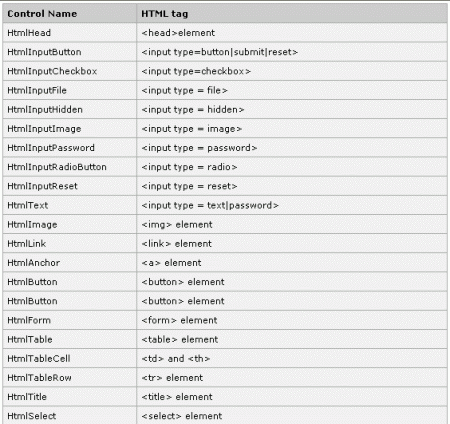 Control Name HTML tag
HtmlHead <head>element
HtmlInputButton <input type=button|submit|reset>
HtmlInputCheckbox <input type=checkbox>
HtmlInputFile <input type = file>
HtmlInputHidden <input type = hidden>
HtmlInputImage <input type = image>
HtmlInputPassword <input type = password>
HtmlInputRadioButton <input type = radio>
HtmlInputReset <input type = reset>
HtmlText <input type = text|password>
HtmlImage <img> element
HtmlLink <link> element
HtmlAnchor <a> element
HtmlButton <button> element
HtmlButton <button> element
HtmlForm <form> element
HtmlTable <table> element
HtmlTableCell <td> and <th>
HtmlTableRow <tr> element
HtmlTitle <title> element
HtmlSelect <select> element